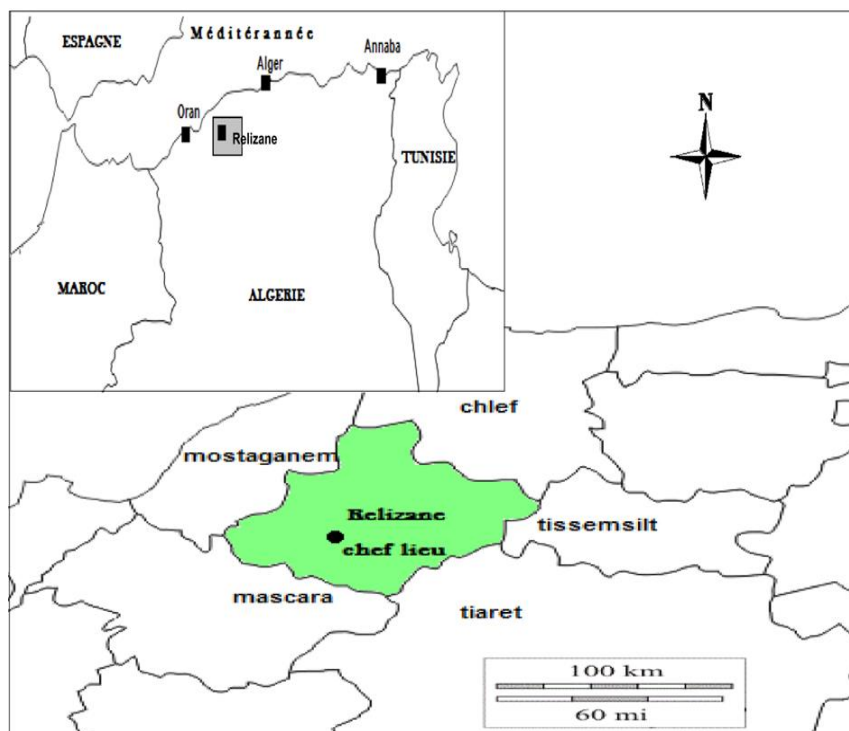 ESPAGNE
Méditérannée
Alger
Annaba
Oran
Relizane
TUNISIE
N
MAROC
ALGERIE
chlef
mostaganem
Relizane
chef lieu
tissemsilt
mascara
tiaret
100 km
60 mi